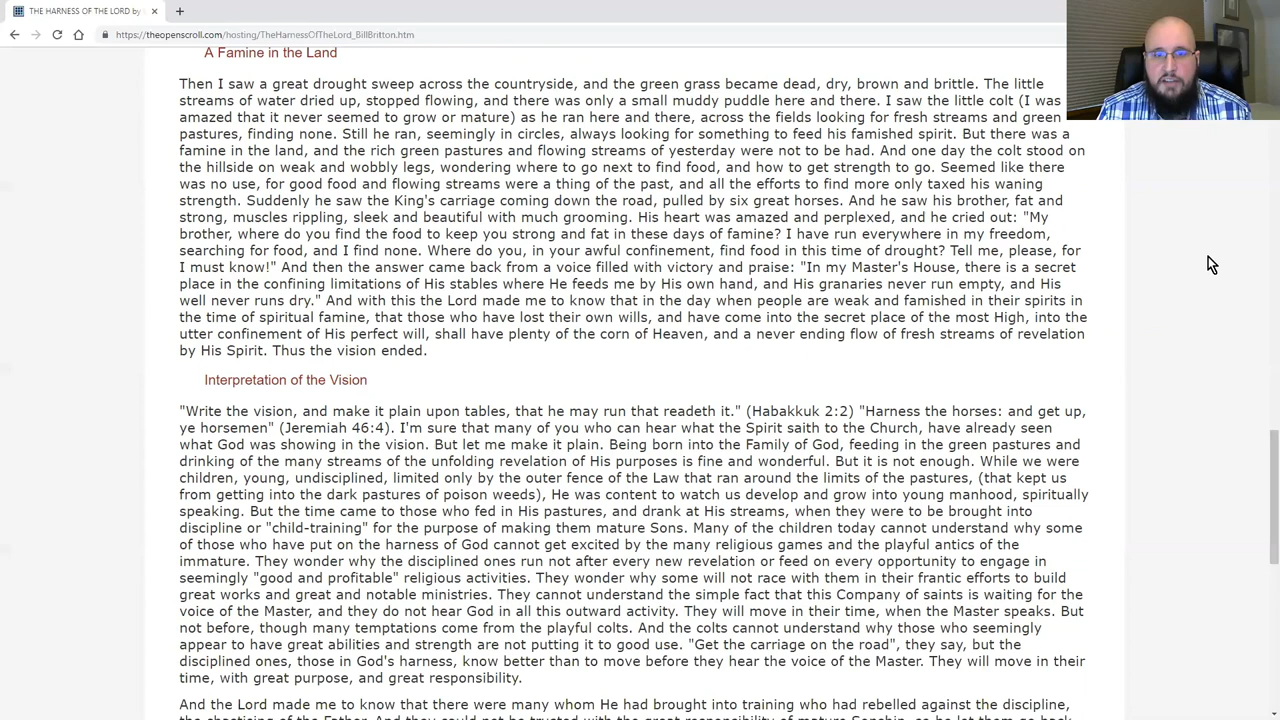 THE HARNESS OF THE LORD by
https://theopenscroll.com/hosting/TheHarnessOfTheLord_BillBritton.htm
A Famine in the Land
Then I saw a great drought sweep across the countryside, and the green grass became dead, dry, brown and brittle. The little
streams of water dried up, stopped flowing, and there was only a small muddy puddle here and there. I saw the little colt (I was
amazed that it never seemed to grow or mature) as he ran here and there, across the fields looking for fresh streams and green
pastures, finding none. Still he ran, seemingly in circles, always looking for something to feed his famished spirit. But there was a
famine in the land, and the rich green pastures and flowing streams of yesterday were not to be had. And one day the colt stood on
the hillside on weak and wobbly legs, wondering where to go next to find food, and how to get strength to go. Seemed like there
was no use, for good food and flowing streams were a thing of the past, and all the efforts to find more only taxed his waning
strength. Suddenly he saw the King's carriage coming down the road, pulled by six great horses. And he saw his brother, fat and
strong, muscles rippling, sleek and beautiful with much grooming. His heart was amazed and perplexed, and he cried out: "My
brother, where do you find the food to keep you strong and fat in these days of famine? I have run everywhere in my freedom,
searching for food, and I find none. Where do you, in your awful confinement, find food in this time of drought? Tell me, please, for
I must know!" And then the answer came back from a voice filled with victory and praise: "In my Master's House, there is a secret
place in the confining limitations of His stables where He feeds me by His own hand, and His granaries never run empty, and His
well never runs dry." And with this the Lord made me to know that in the day when people are weak and famished in their spirits in
the time of spiritual famine, that those who have lost their own wills, and have come into the secret place of the most High, into the
utter confinement of His perfect will, shall have plenty of the corn of Heaven, and a never ending flow of fresh streams of revelation
by His Spirit. Thus the vision ended.
Interpretation of the Vision
"Write the vision, and make it plain upon tables, that he may run that readeth it." (Habakkuk 2:2) "Harness the horses: and get up,
ye horsemen" (Jeremiah 46:4). I'm sure that many of you who can hear what the Spirit saith to the Church, have already seen
what God was showing in the vision. But let me make it plain. Being born into the Family of God, feeding in the green pastures and
drinking of the many streams of the unfolding revelation of His purposes is fine and wonderful. But it is not enough. While we were
children, young, undisciplined, limited only by the outer fence of the Law that ran around the limits of the pastures, (that kept us
from getting into the dark pastures of poison weeds), He was content to watch us develop and grow into young manhood, spiritually
speaking. But the time came to those who fed in His pastures, and drank at His streams, when they were to be brought into
discipline or "child-training" for the purpose of making them mature Sons. Many of the children today cannot understand why some
of those who have put on the harness of God cannot get excited by the many religious games and the playful antics of the
immature. They wonder why the disciplined ones run not after every new revelation or feed on every opportunity to engage in
seemingly "good and profitable" religious activities. They wonder why some will not race with them in their frantic efforts to build
great works and great and notable ministries. They cannot understand the simple fact that this Company of saints is waiting for the
voice of the Master, and they do not hear God in all this outward activity. They will move in their time, when the Master speaks. But
not before, though many temptations come from the playful colts. And the colts cannot understand why those who seemingly
appear to have great abilities and strength are not putting it to good use. "Get the carriage on the road", they say, but the
disciplined ones, those in God's harness, know better than to move before they hear the voice of the Master. They will move in their
time, with great purpose, and great responsibility.
And the Lord made me to know that there were many whom He had brought into training who had rebelled against the discipline,